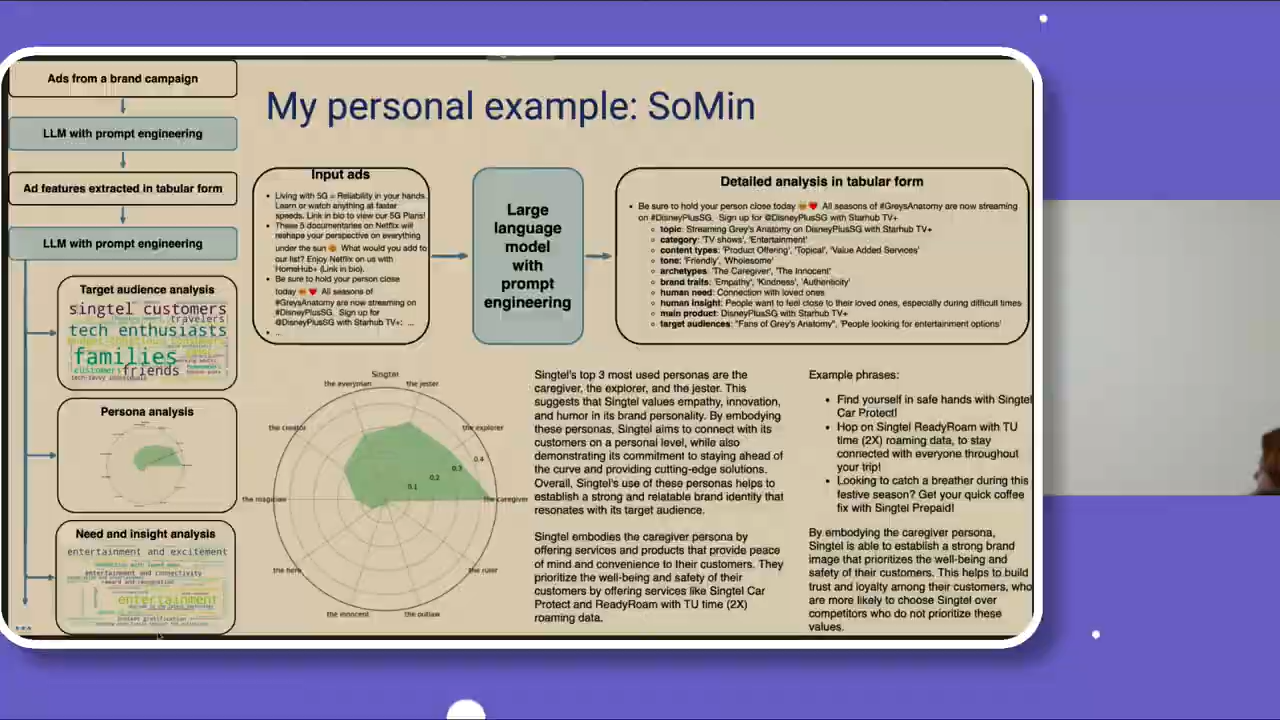 My personal example: SoMin
Ads from a brand campaign
LLM with prompt engineering
Ad features extracted in tabular form
LLM with prompt engineering
Target audience analysis
singtel customers
travelers
tech enthusiasts
families
customers friends
tech-savvy individuals
Persona analysis
Need and insight analysis
entertainment and excitement
entertainment and connectivity
reward and recognition
entertainment
instant gratification
Input ads
• Living with 5G = Reliability in your hands.
Learn or watch anything at faster
speeds. Link in bio to view our 5G Plans!
• These 5 documentaries on Netflix will
reshape your perspective on everything
under the sun 🌞 What would you add to
our list? Enjoy Netflix on us with
HomeHub+ (Link in bio).
• Be sure to hold your person close
today ❤️ All seasons of
#GreysAnatomy are now streaming on
#DisneyPlusSG. Sign up for
@DisneyPlusSG with Starhub TV+: ...
• ...
Large
language
model
with
prompt
engineering
Detailed analysis in tabular form
• Be sure to hold your person close today ❤️ All seasons of #GreysAnatomy are now streaming
on #DisneyPlusSG. Sign up for @DisneyPlusSG with Starhub TV+
topic: Streaming Grey's Anatomy on DisneyPlusSG with Starhub TV+
category: 'TV shows', 'Entertainment'
content types: 'Product Offering', 'Topical', 'Value Added Services'
tone: 'Friendly', 'Wholesome'
archetypes: 'The Caregiver', 'The Innocent'
brand traits: 'Empathy', 'Kindness', 'Authenticity'
human need: Connection with loved ones
human insight: People want to feel close to their loved ones, especially during difficult times
main product: DisneyPlusSG with Starhub TV+
target audiences: "Fans of Grey's Anatomy", 'People looking for entertainment options'
Singtel
the everyman
the jester
the creator
the explorer
0.4
0.3
0.2
0.1
the magician
the caregiver
the hero
the ruler
the innocent
the outlaw
Singtel's top 3 most used personas are the
caregiver, the explorer, and the jester. This
suggests that Singtel values empathy, innovation,
and humor in its brand personality. By embodying
these personas, Singtel aims to connect with its
customers on a personal level, while also
demonstrating its commitment to staying ahead of
the curve and providing cutting-edge solutions.
Overall, Singtel's use of these personas helps to
establish a strong and relatable brand identity that
resonates with its target audience.
Singtel embodies the caregiver persona by
offering services and products that provide peace
of mind and convenience to their customers. They
prioritize the well-being and safety of their
customers by offering services like Singtel Car
Protect and ReadyRoam with TU time (2X)
roaming data.
Example phrases:
• Find yourself in safe hands with Singtel
Car Protect!
• Hop on Singtel ReadyRoam with TU
time (2X) roaming data, to stay
connected with everyone throughout
your trip!
• Looking to catch a breather during this
festive season? Get your quick coffee
fix with Singtel Prepaid!
By embodying the caregiver persona,
Singtel is able to establish a strong brand
image that prioritizes the well-being and
safety of their customers. This helps to build
trust and loyalty among their customers, who
are more likely to choose Singtel over
competitors who do not prioritize these
values.